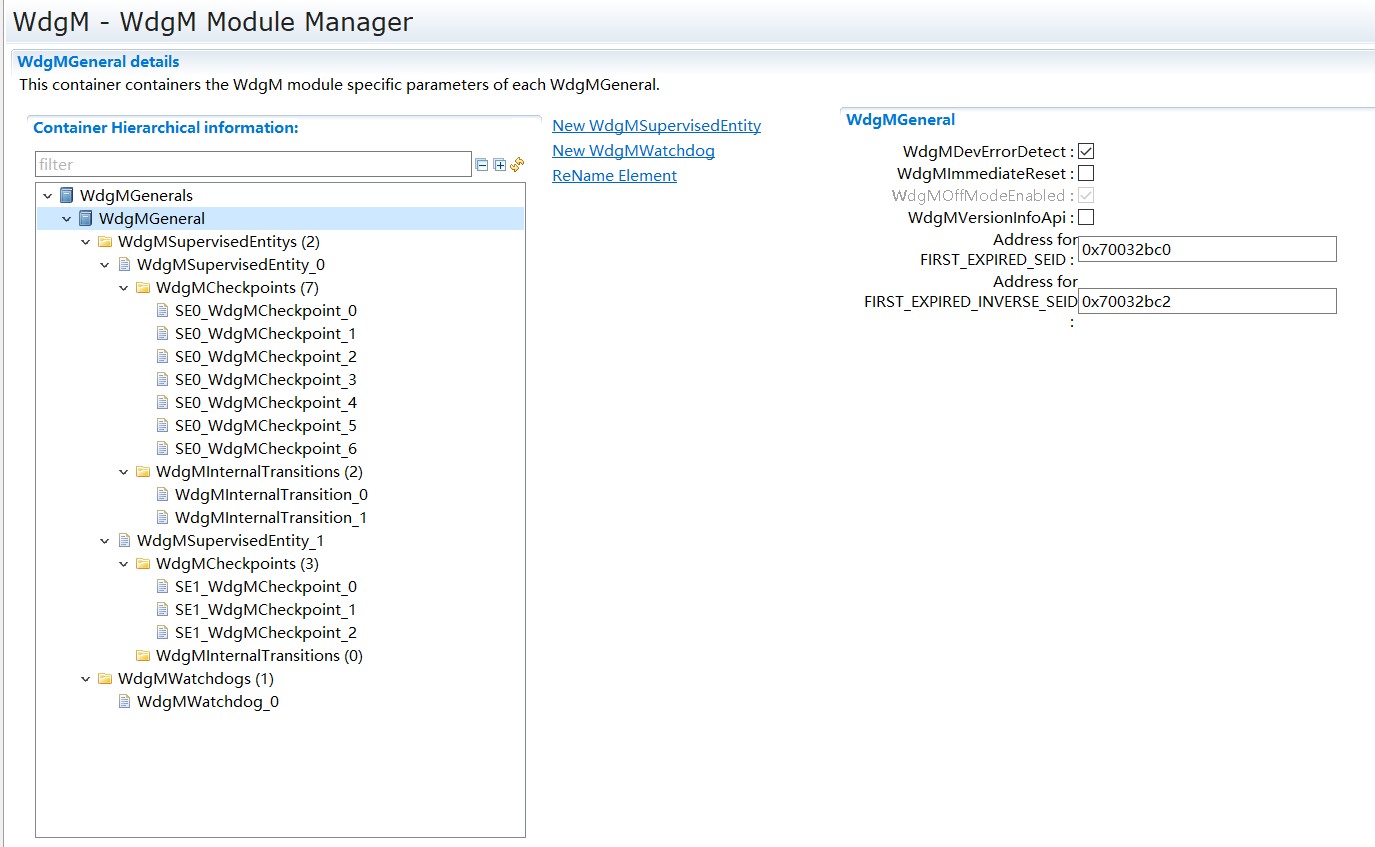 WdgM - WdgM Module Manager
WdgMGeneral details
This container containers the WdgM module specific parameters of each WdgMGeneral.
Container Hierarchical information:
filter
WdgMGenerals
WdgMGeneral
WdgMSupervisedEntitys (2)
WdgMSupervisedEntity_0
WdgMCheckpoints (7)
SE0_WdgMCheckpoint_0
SE0_WdgMCheckpoint_1
SE0_WdgMCheckpoint_2
SE0_WdgMCheckpoint_3
SE0_WdgMCheckpoint_4
SE0_WdgMCheckpoint_5
SE0_WdgMCheckpoint_6
WdgMInternalTransitions (2)
WdgMInternalTransition_0
WdgMInternalTransition_1
WdgMSupervisedEntity_1
WdgMCheckpoints (3)
SE1_WdgMCheckpoint_0
SE1_WdgMCheckpoint_1
SE1_WdgMCheckpoint_2
WdgMInternalTransitions (0)
WdgMWatchdogs (1)
WdgMWatchdog_0
New WdgMSupervisedEntity
New WdgMWatchdog
ReName Element
WdgMGeneral
WdgMDevErrorDetect :
WdgMImmediateReset :
WdgMOffModeEnabled :
WdgMVersionInfoApi :
Address for
FIRST_EXPIRED_SEID : 0x70032bc0
Address for
FIRST_EXPIRED_INVERSE_SEID 0x70032bc2
: